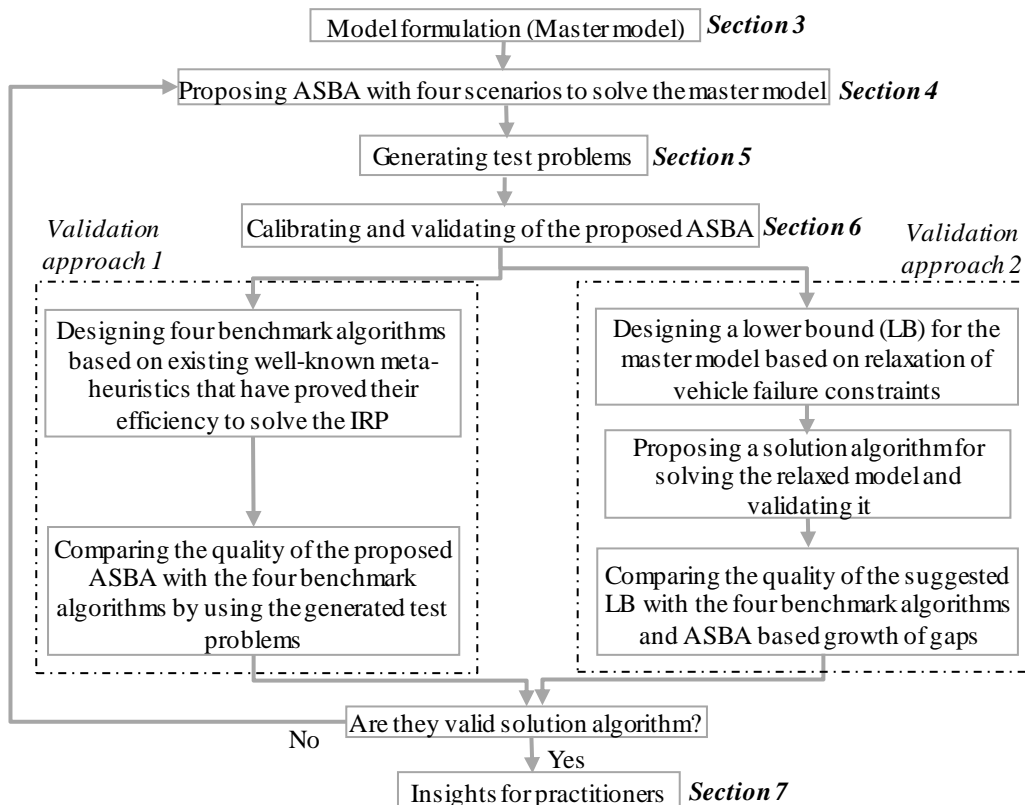 Model formulation (Master model) Section 3
Proposing ASBA with four scenarios to solve the master model Section 4
Generating test problems Section 5
Calibrating and validating of the proposed ASBA Section 6
Validation
approach 1
Validation
approach 2
Designing four benchmark algorithms
based on existing well-known meta-
heuristics that have proved their
efficiency to solve the IRP
Comparing the quality of the proposed
ASBA with the four benchmark
algorithms by using the generated test
problems
Designing a lower bound (LB) for the
master model based on relaxation of
vehicle failure constraints
Proposing a solution algorithm for
solving the relaxed model and
validating it
Comparing the quality of the suggested
LB with the four benchmark algorithms
and ASBA based growth of gaps
Are they valid solution algorithm?
No
Yes
Insights for practitioners Section 7